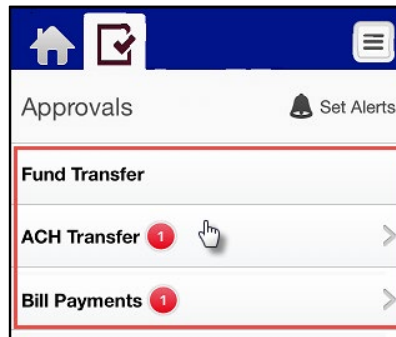 Approvals
Set Alerts
Fund Transfer
ACH Transfer 1
Bill Payments 1